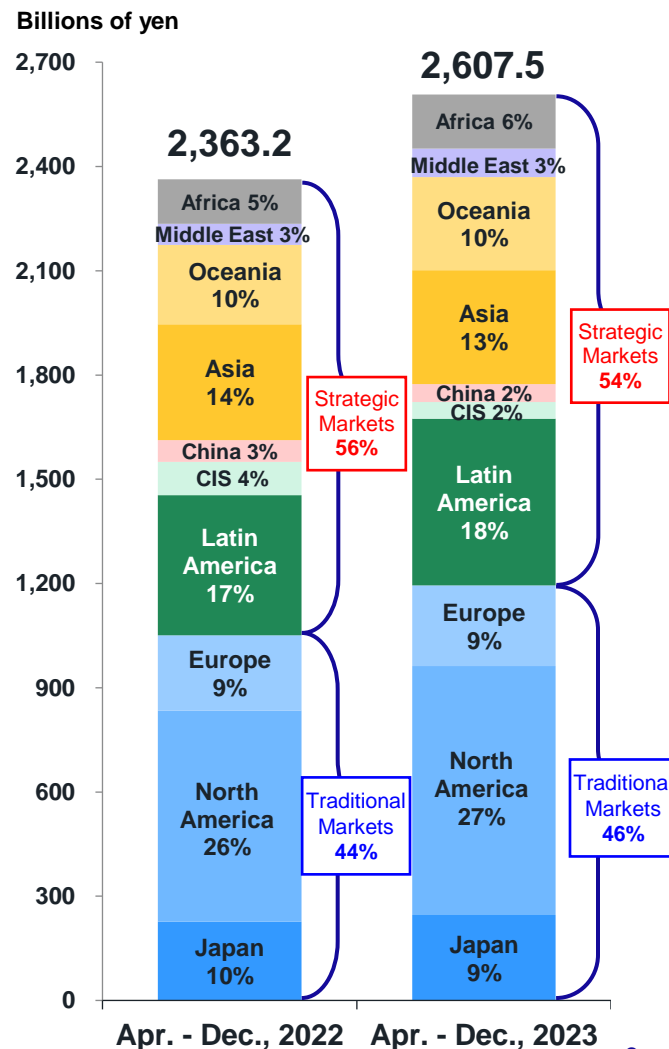 Billions of yen
2,700
2,400
2,100
1,800
1,500
1,200
900
600
300
0
2,363.2
Africa 5%
Middle East 3%
Oceania
10%
Asia
14%
China 3%
CIS 4%
Latin
America
17%
Europe
9%
North
America
26%
Japan
10%
Strategic
Markets
56%
Traditional
Markets
44%
Apr. - Dec., 2022
2,607.5
Africa 6%
Middle East 3%
Oceania
10%
Asia
13%
China 2%
CIS 2%
Latin
America
18%
Europe
9%
North
America
27%
Japan
9%
Strategic
Markets
54%
Traditiona
Markets
46%
Apr. - Dec., 2023